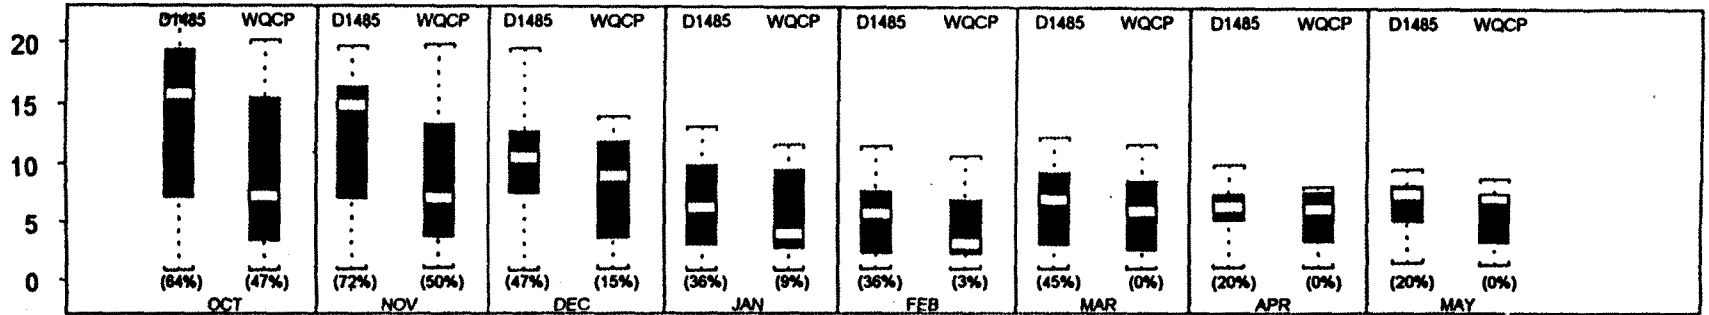 D1485 WQCP D1485 WQCP D1485 WQCP D1485 WQCP D1485 WQCP D1485 WQCP D1485 WQCP D1485 WQCP
20
15
10
5
0
(64%) (47%) (72%) (50%) (47%) (15%) (36%) (9%) (36%) (3%) (45%) (0%) (20%) (0%) (20%) (0%)
OCT NOV DEC JAN FEB MAR APR MAY